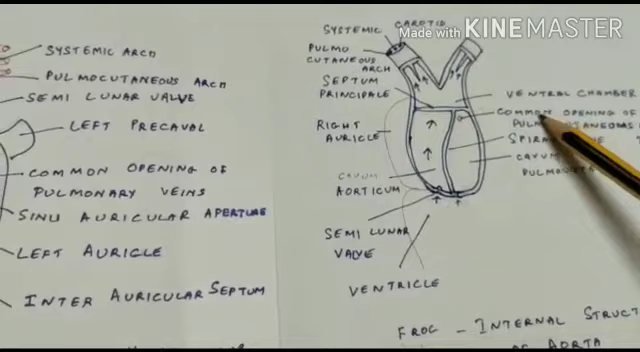 Made with KINEMASTER
SYSTEMIC ARCH
PULMOCUTANEOUS ARCH
SEMI LUNAR VALVE
LEFT PRECAVAL
COMMON OPENING OF
PULMONARY VEINS
SINU AURICULAR APERTURE
LEFT AURICLE
INTER AURICULAR SEPTUM
SYSTEMIC
CAROTID
PULMO
CUTANEOUS
ARCH
SEPTUM
PRINCIPALE
RIGHT
AURICLE
CAVUM
AORTICUM
SEMI LUNAR
VALVE
VENTRICLE
VENTRAL CHAMBER
COMMON OPENING OF
CAVUM
FROG - INTERNAL STRUCT
AORTA